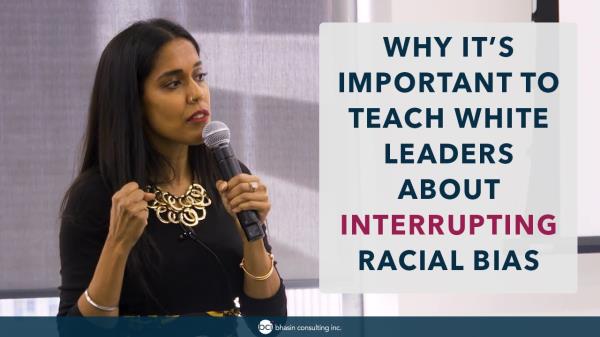 WHY IT’S
IMPORTANT TO
TEACH WHITE
LEADERS
ABOUT
INTERRUPTING
RACIAL BIAS
bci bhasin consulting inc.